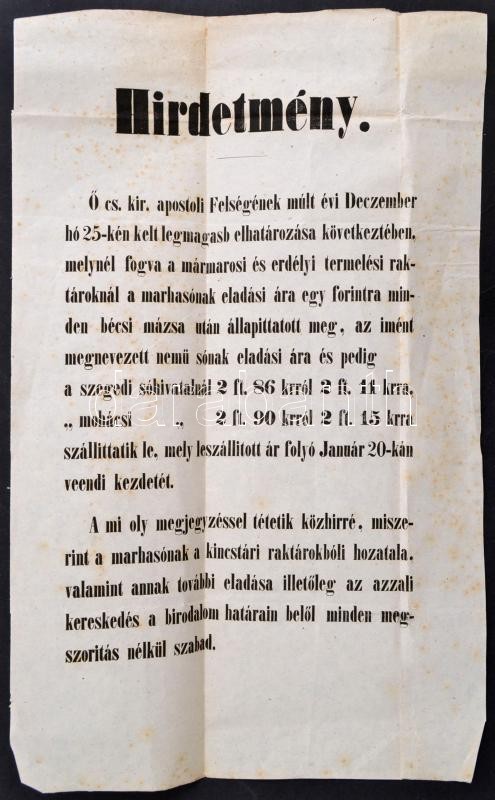 Hirdetmény.
Ő cs. kir. apostoli Felségének múlt évi Deczember
hó 25-kén kelt legmagasb elhatározása következtében,
melynél fogva a mármarosi és erdélyi termelési rak-
tároknál a marhasónak eladási ára egy forintra min-
den bécsi mázsa után állapittatott meg, az imént
megnevezett nemü sónak eladási ára és pedig
a szegedi sóhivatalnál 2 ft. 86 krról 2 ft. 11 krra,
„ mohácsi „ 2 ft. 90 krról 2 ft. 15 krra
szállittatik le, mely leszállitott ár folyó Január 20-kán
veendi kezdetét.
A mi oly megjegyzéssel tétetik közhirré, misze-
rint a marhasónak a kincstári raktárokbóli hozatala,
valamint annak további eladása illetőleg az azzali
kereskedés a birodalom határain belől minden meg-
szoritás nélkül szabad.